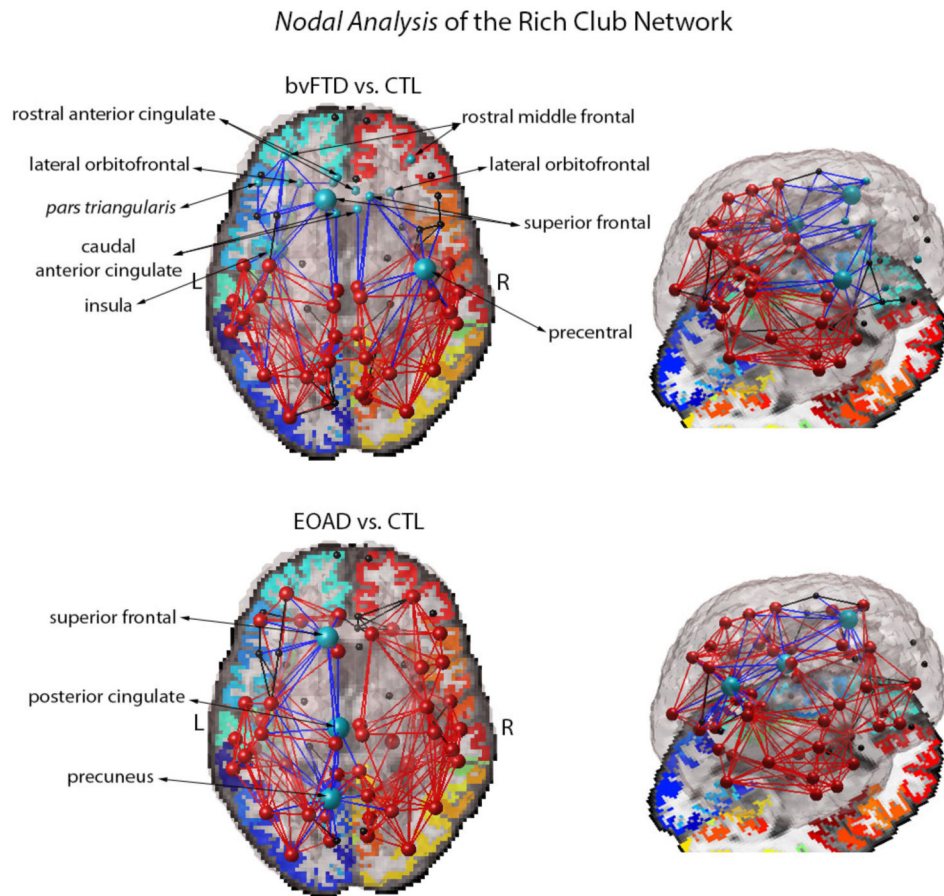 Nodal Analysis of the Rich Club Network
bvFTD vs. CTL
rostral anterior cingulate
rostral middle frontal
lateral orbitofrontal
lateral orbitofrontal
pars triangularis
superior frontal
caudal
anterior cingulate
L
R
insula
precentral
EOAD vs. CTL
superior frontal
posterior cingulate
L
R
precuneus